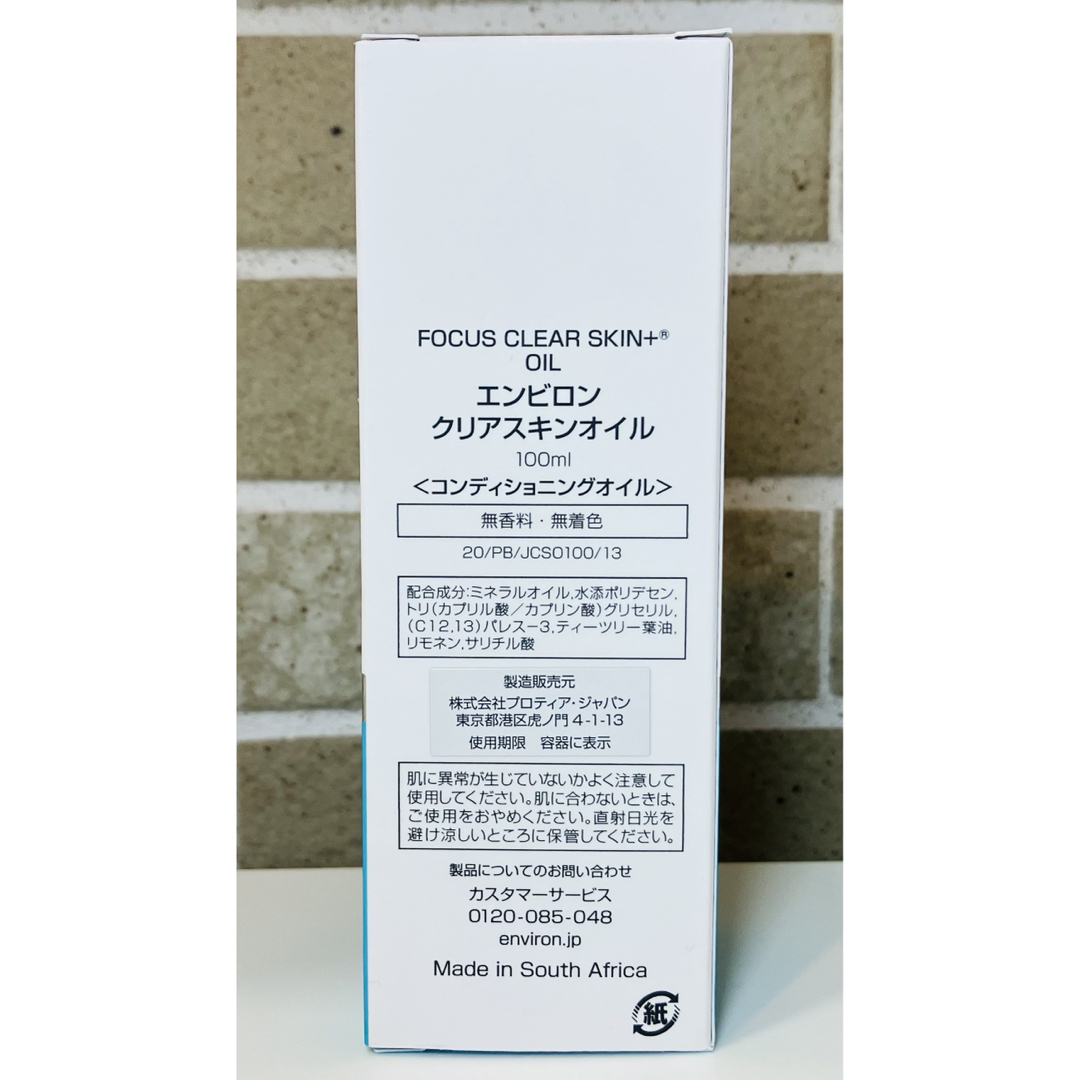 FOCUS CLEAR SKIN+®
OIL
エンビロン
クリアスキンオイル
100ml
<コンディショニングオイル>
無香料・無着色
20/PB/JCS0100/13
配合成分:ミネラルオイル,水添ポリデセン,
トリ(カプリル酸/カプリン酸)グリセリル,
(C12,13)パレス-3,ティーツリー葉油,
リモネン,サリチル酸
製造販売元
株式会社プロティア・ジャパン
東京都港区虎ノ門 4-1-13
使用期限 容器に表示
肌に異常が生じていないかよく注意して
使用してください。肌に合わないときは、
ご使用をおやめください。直射日光を
避け涼しいところに保管してください。
製品についてのお問い合わせ
カスタマーサービス
0120-085-048
environ.jp
Made in South Africa
紙